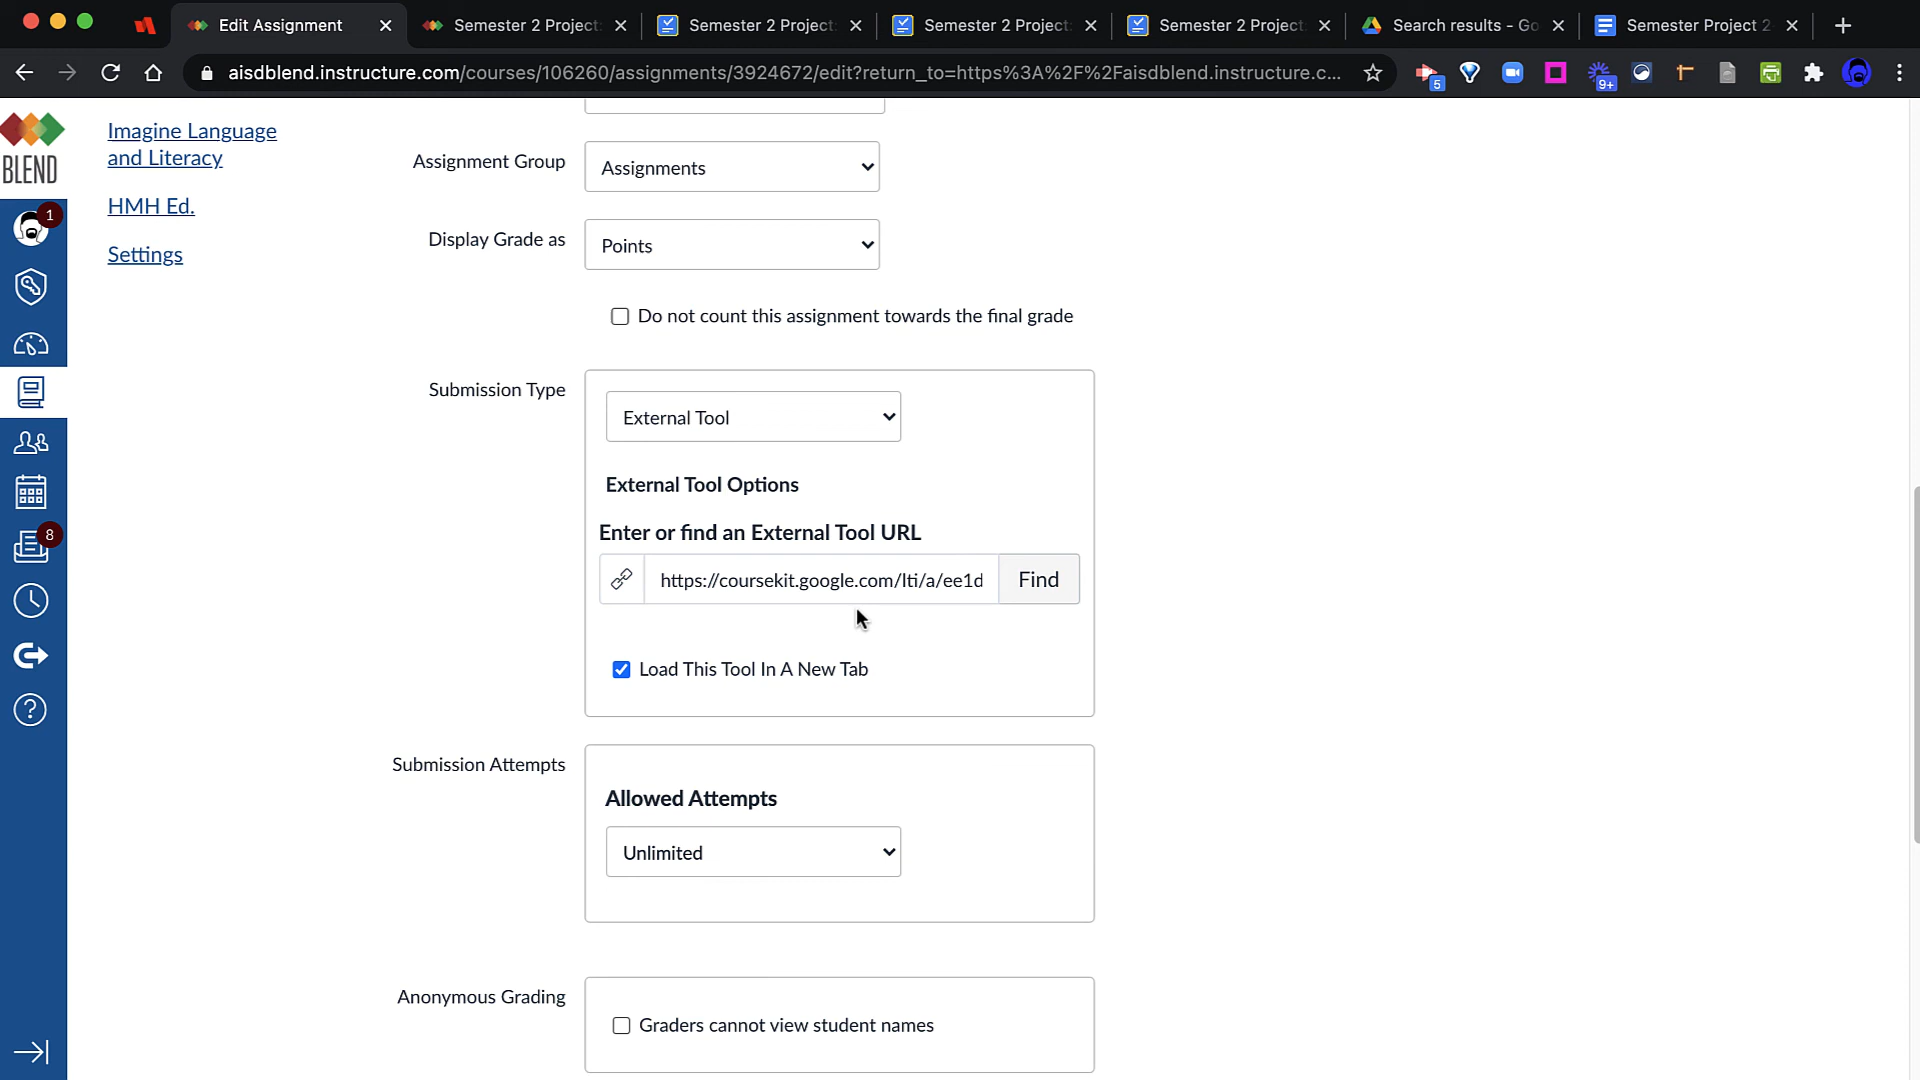 Edit Assignment
Semester 2 Project
Semester 2 Project
Semester 2 Project
Semester 2 Project
Search results - Go
Semester Project 2
aisdblend.instructure.com/courses/106260/assignments/3924672/edit?return_to=https%3A%2F%2Faisdblend.instructure.c...
5
9+
BLEND
1
8
Imagine Language
and Literacy
HMH Ed.
Settings
Assignment Group
Assignments
Display Grade as
Points
Do not count this assignment towards the final grade
Submission Type
External Tool
External Tool Options
Enter or find an External Tool URL
https://coursekit.google.com/lti/a/ee1d
Find
Load This Tool In A New Tab
Submission Attempts
Allowed Attempts
Unlimited
Anonymous Grading
Graders cannot view student names